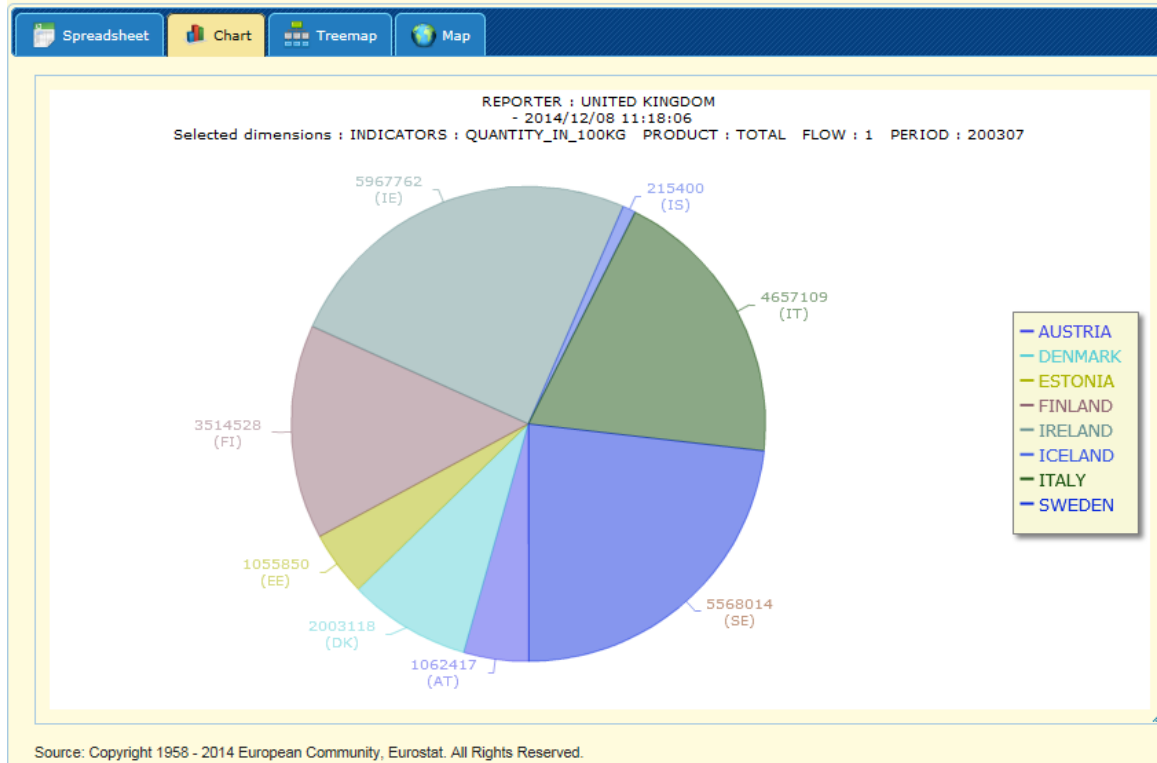 Spreadsheet
Chart
Treemap
Map
REPORTER : UNITED KINGDOM
- 2014/12/08 11:18:06
Selected dimensions : INDICATORS : QUANTITY_IN_100KG PRODUCT : TOTAL FLOW : 1 PERIOD : 200307
5967762
(IE)
215400
(IS)
4657109
(IT)
AUSTRIA
DENMARK
ESTONIA
FINLAND
IRELAND
ICELAND
ITALY
SWEDEN
3514528
(FI)
1055850
(EE)
2003118
(DK)
1062417
(AT)
5568014
(SE)
Source: Copyright 1958 - 2014 European Community, Eurostat. All Rights Reserved.